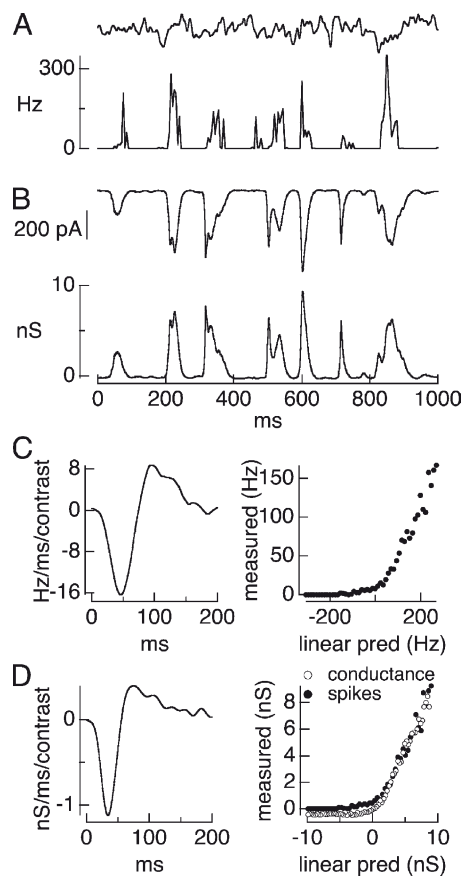 A
300
Hz
0
B
200 pA
10
nS
0
0 200 400 600 800 1000
ms
C
8
0
-8
-16
Hz/ms/contrast
0 100 200
ms
150
100
50
0
measured (Hz)
-200 0 200
linear pred (Hz)
D
0
-1
nS/ms/contrast
0 100 200
ms
conductance
spikes
8
6
4
2
0
measured (nS)
-10 0 10
linear pred (nS)